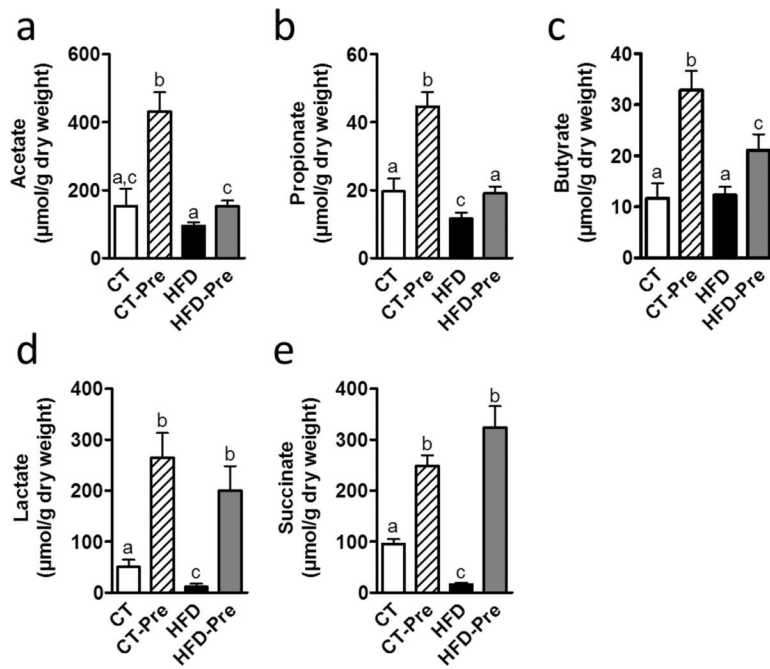 a
Acetate
(µmol/g dry weight)
600
400
200
0
a,c
b
a
c
CT
CT-Pre
HFD
HFD-Pre
b
Propionate
(µmol/g dry weight)
60
40
20
0
a
b
c
a
CT
CT-Pre
HFD
HFD-Pre
c
Butyrate
(µmol/g dry weight)
40
30
20
10
0
a
b
a
c
CT
CT-Pre
HFD
HFD-Pre
d
Lactate
(µmol/g dry weight)
400
300
200
100
0
a
b
c
b
CT
CT-Pre
HFD
HFD-Pre
e
Succinate
(µmol/g dry weight)
400
300
200
100
0
a
b
c
b
CT
CT-Pre
HFD
HFD-Pre